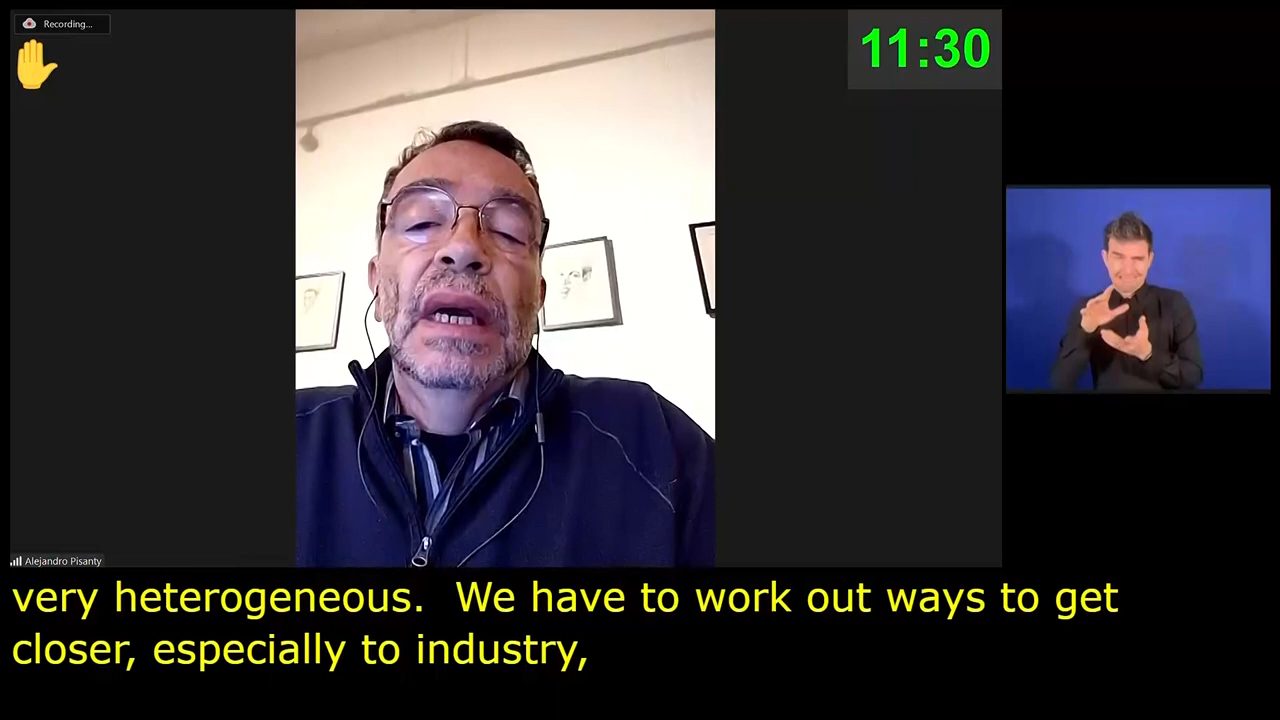 Recording...
11:30
Alejandro Pisanty
very heterogeneous.  We have to work out ways to get
closer, especially to industry,